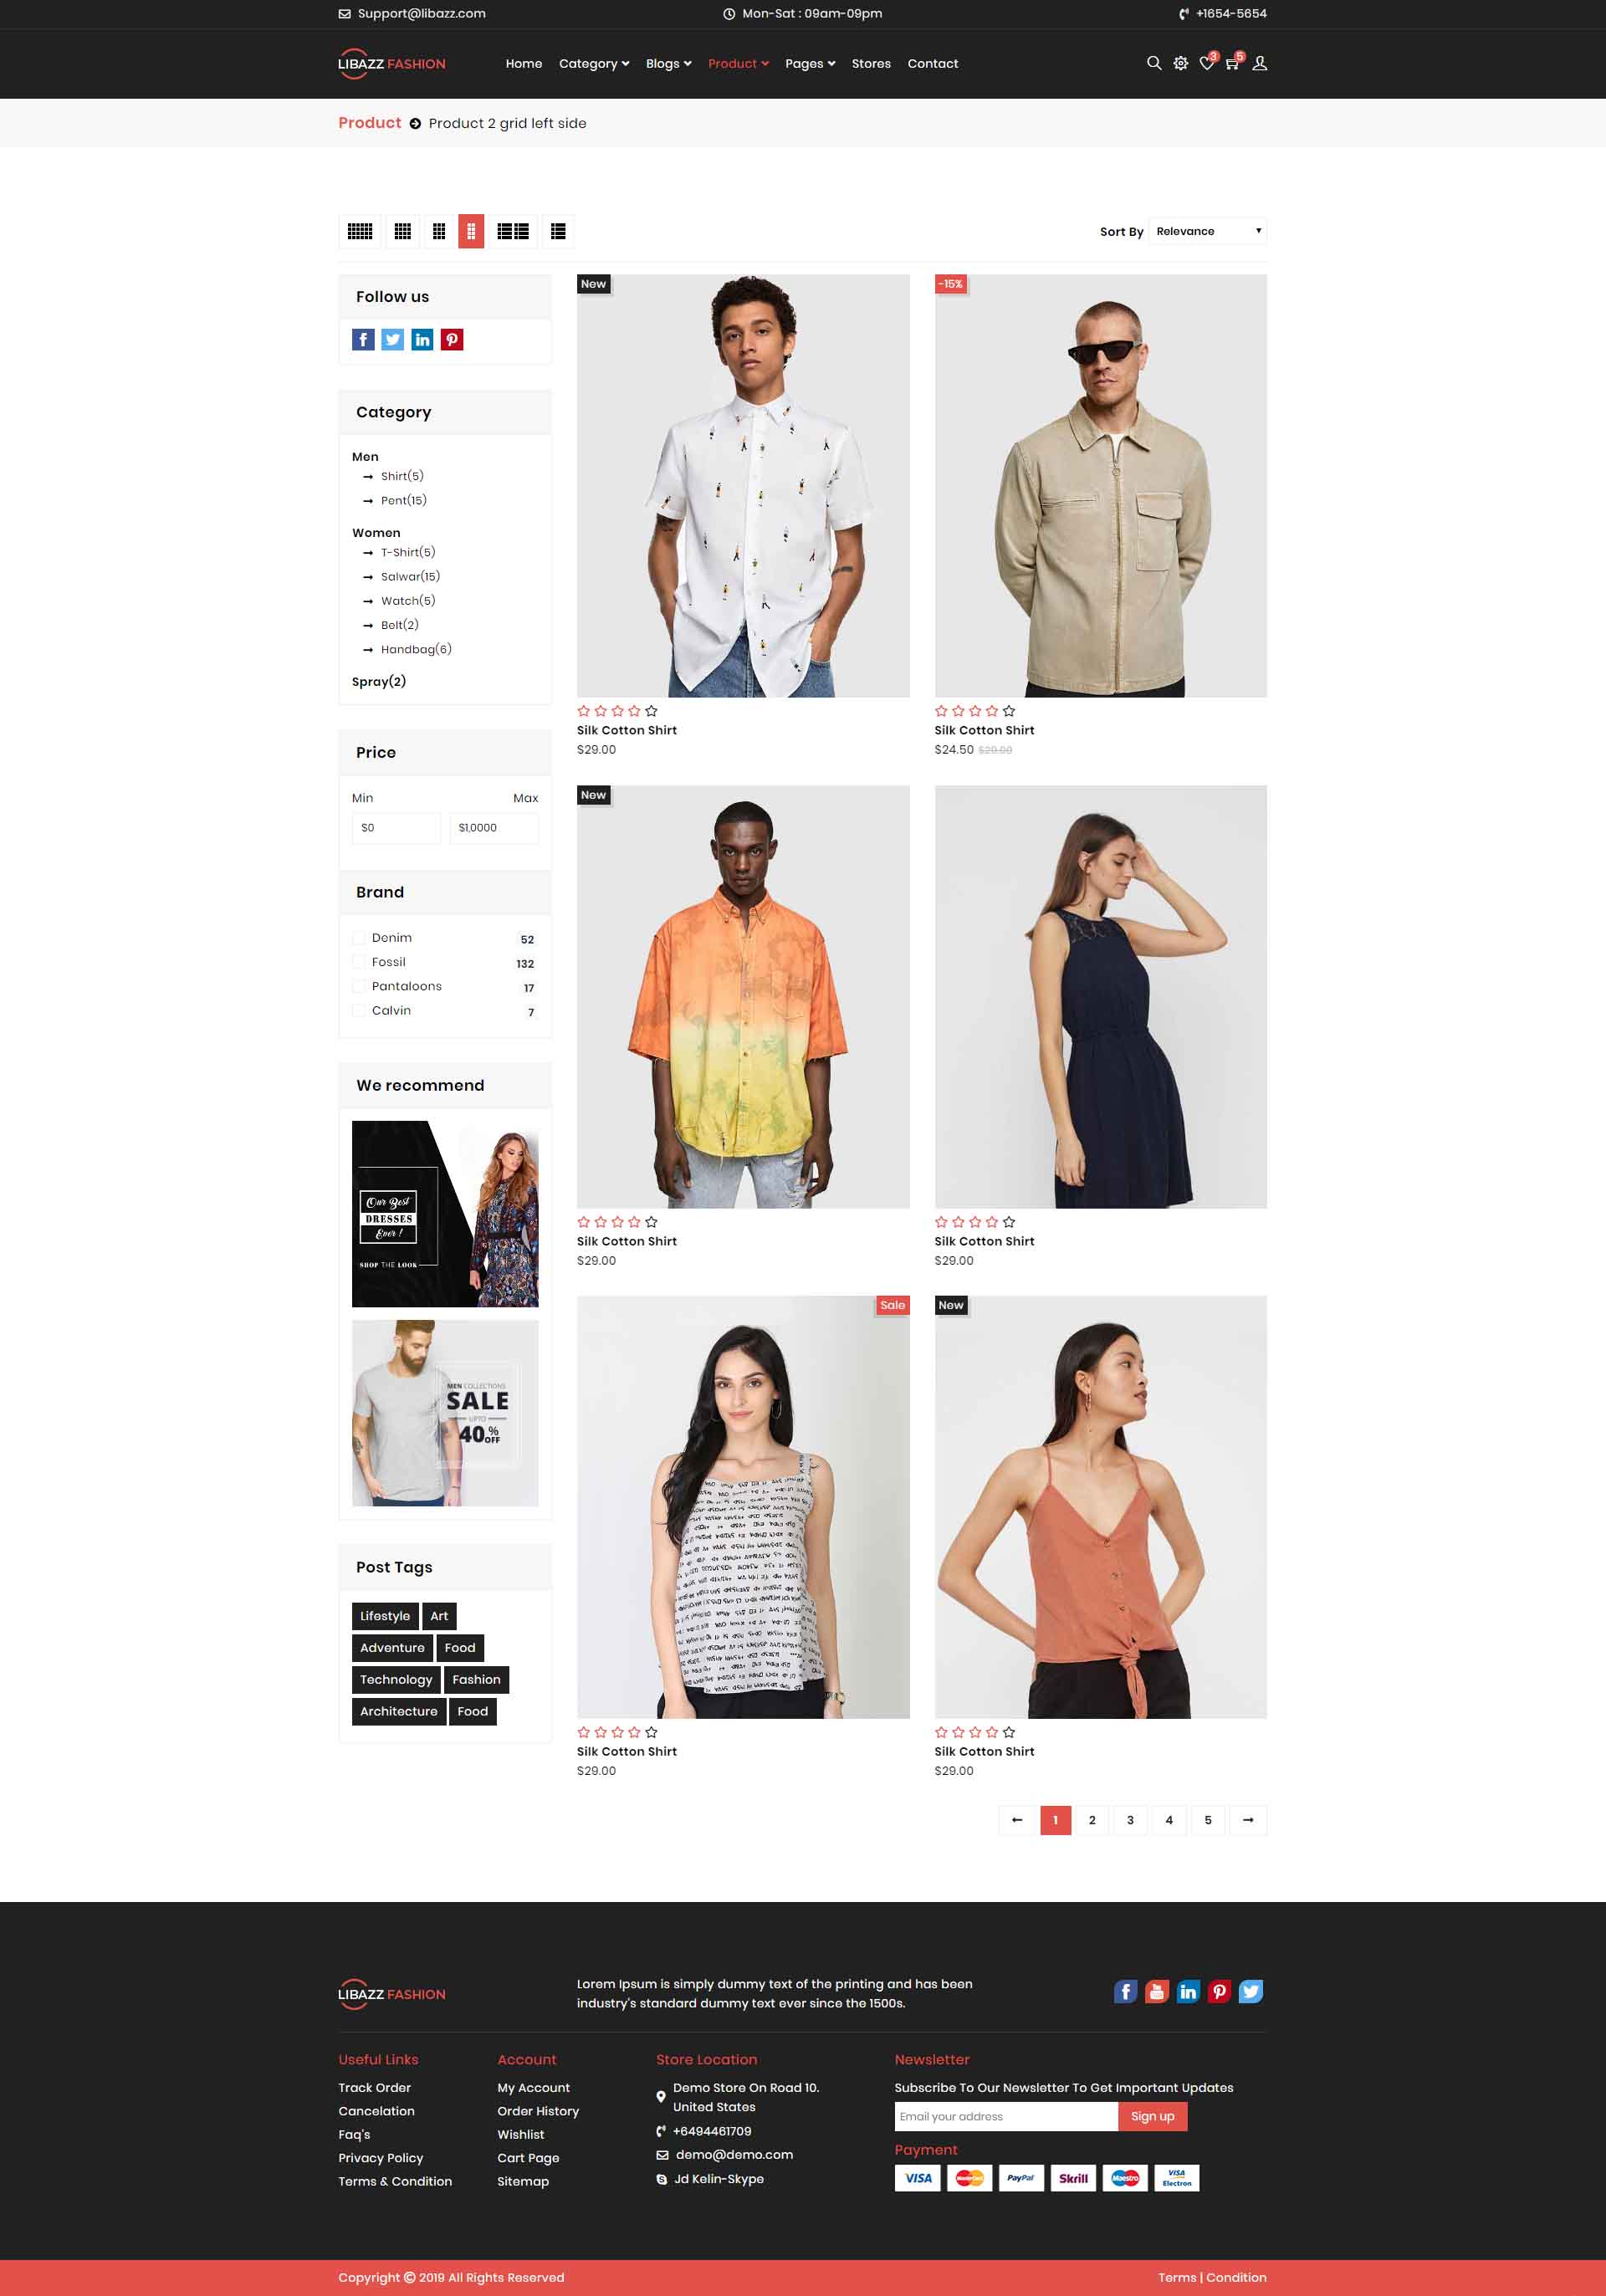 Support@libazz.com
Mon-Sat : 09am-09pm
+1654-5654
LIBAZZ FASHION
Home Category Blogs Product Pages Stores Contact
3 5
Product Product 2 grid left side
Sort By Relevance
Follow us
Category
Men
Shirt(5)
Pent(15)
Women
T-Shirt(5)
Salwar(15)
Watch(5)
Belt(2)
Handbag(6)
Spray(2)
Price
Min Max
$0 $1,0000
Brand
Denim 52
Fossil 132
Pantaloons 17
Calvin 7
We recommend
Our Best
DRESSES
Ever !
SHOP THE LOOK
MEN COLLECTIONS
SALE
UPTO
40% OFF
Post Tags
Lifestyle Art
Adventure Food
Technology Fashion
Architecture Food
New
Silk Cotton Shirt
$29.00
-15%
Silk Cotton Shirt
$24.50 $29.00
New
Silk Cotton Shirt
$29.00
Silk Cotton Shirt
$29.00
Sale
Silk Cotton Shirt
$29.00
New
Silk Cotton Shirt
$29.00
1 2 3 4 5
LIBAZZ FASHION
Lorem Ipsum is simply dummy text of the printing and has been
industry's standard dummy text ever since the 1500s.
Useful Links
Track Order
Cancelation
Faq's
Privacy Policy
Terms & Condition
Account
My Account
Order History
Wishlist
Cart Page
Sitemap
Store Location
Demo Store On Road 10.
United States
+6494461709
demo@demo.com
Jd Kelin-Skype
Newsletter
Subscribe To Our Newsletter To Get Important Updates
Email your address Sign up
Payment
VISA MasterCard PayPal Skrill Maestro VISA Electron
Copyright © 2019 All Rights Reserved
Terms | Condition